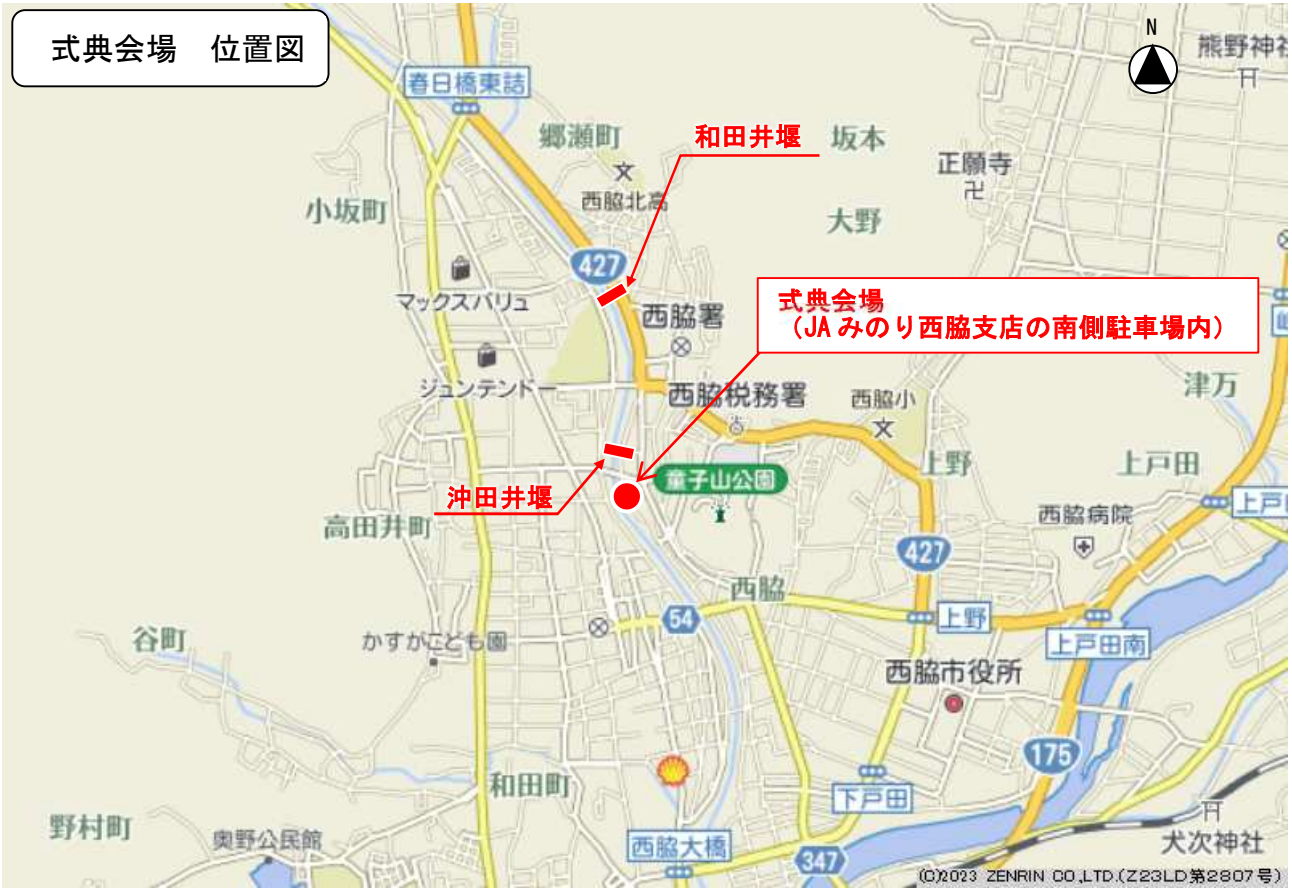 式典会場　位置図
N
熊野神社
春日橋東詰
郷瀬町
和田井堰
坂本
正願寺
西脇北高
小坂町
大野
427
マックスバリュ
西脇署
式典会場
（JAみのり西脇支店の南側駐車場内）
ジュンテンドー
西脇税務署
西脇小
津万
上野
上戸田
童子山公園
沖田井堰
上戸
西脇病院
高田井町
427
西脇
54
上野
谷町
かすがこども園
上戸田南
西脇市役所
175
和田町
下戸田
野村町
奥野公民館
西脇大橋
347
犬次神社
(C)2023 ZENRIN CO.,LTD.(Z23LD第2807号)